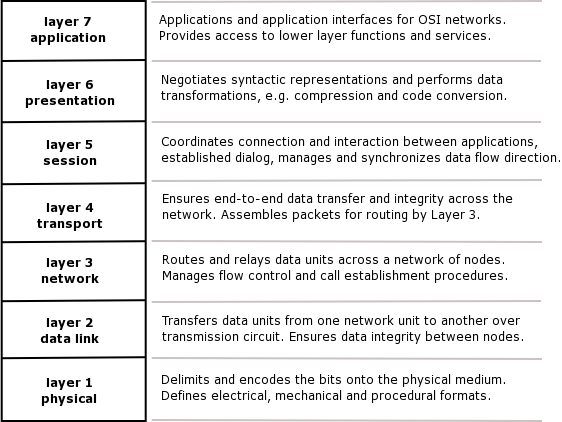 layer 7
application
Applications and application interfaces for OSI networks.
Provides access to lower layer functions and services.
layer 6
presentation
Negotiates syntactic representations and performs data
transformations, e.g. compression and code conversion.
layer 5
session
Coordinates connection and interaction between applications,
established dialog, manages and synchronizes data flow direction.
layer 4
transport
Ensures end-to-end data transfer and integrity across the
network. Assembles packets for routing by Layer 3.
layer 3
network
Routes and relays data units across a network of nodes.
Manages flow control and call establishment procedures.
layer 2
data link
Transfers data units from one network unit to another over
transmission circuit. Ensures data integrity between nodes.
layer 1
physical
Delimits and encodes the bits onto the physical medium.
Defines electrical, mechanical and procedural formats.